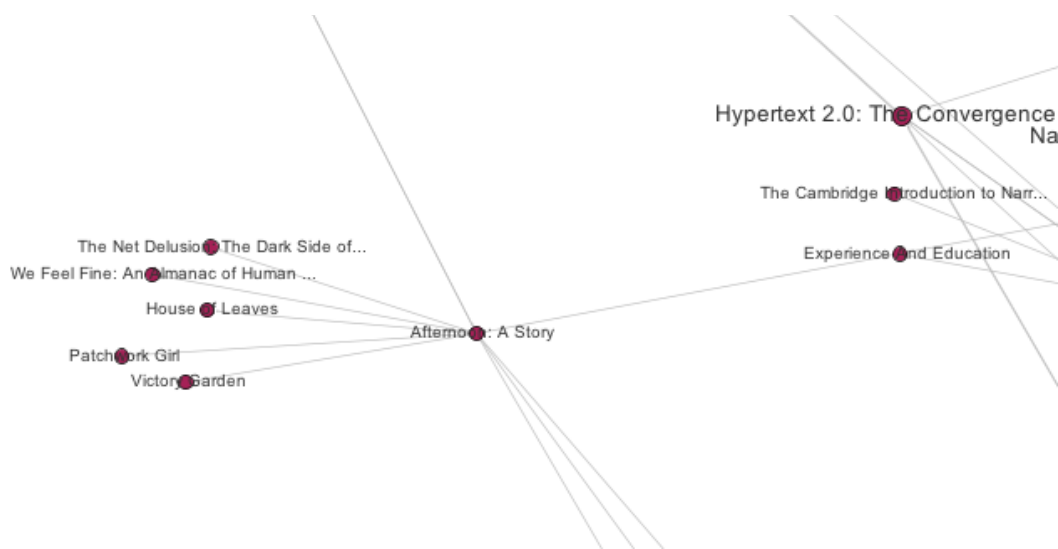 Hypertext 2.0: The Convergence
Na
The Cambridge Introduction to Narr...
The Net Delusion: The Dark Side of...
Experience And Education
We Feel Fine: An Almanac of Human ...
House of Leaves
Afternoon: A Story
Patchwork Girl
Victory Garden